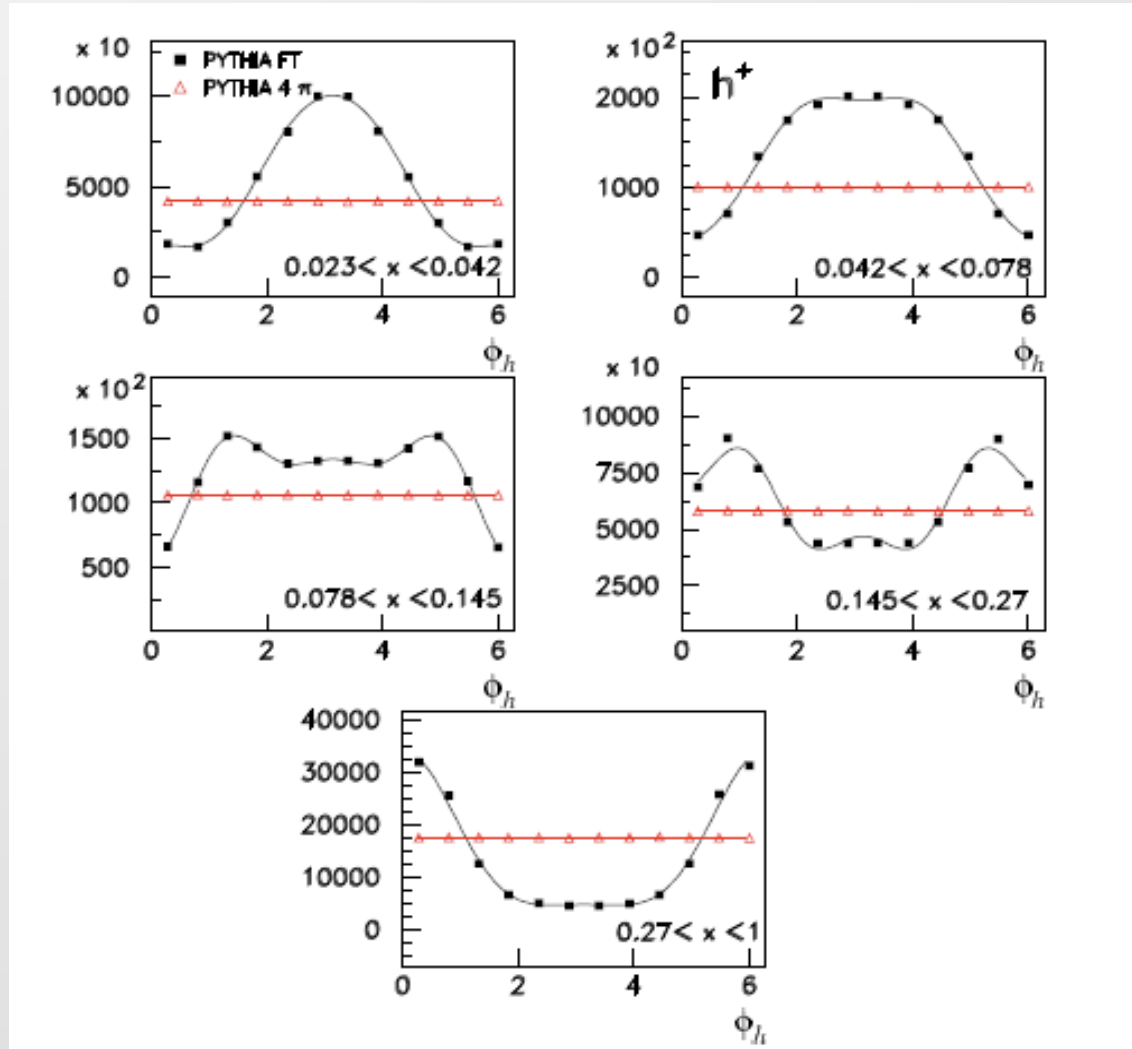 x 10
PYTHIA FT
PYTHIA 4 π
10000
5000
0
0.023< x <0.042
0 2 4 6
ϕh
x 10²
h⁺
2000
1000
0
0.042< x <0.078
0 2 4 6
ϕh
x 10²
1500
1000
500
0.078< x <0.145
0 2 4 6
ϕh
x 10
10000
7500
5000
2500
0.145< x <0.27
0 2 4 6
ϕh
40000
30000
20000
10000
0
0.27< x <1
0 2 4 6
ϕh